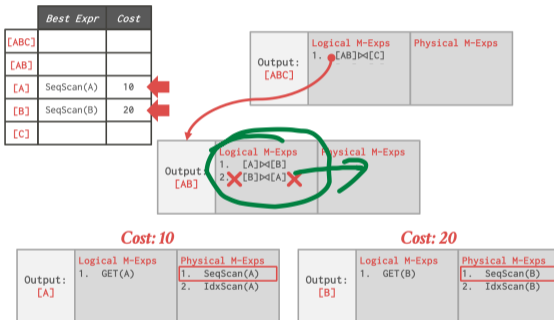 Best Expr Cost
[ABC]
[AB]
[A] SeqScan(A) 10
[B] SeqScan(B) 20
[C]
Output:
[ABC]
Logical M-Exps
1. [AB]⋈[C]
Physical M-Exps
Output:
[AB]
Logical M-Exps
1. [A]⋈[B]
2. [B]⋈[A]
Physical M-Exps
Cost: 10
Output:
[A]
Logical M-Exps
1. GET(A)
Physical M-Exps
1. SeqScan(A)
2. IdxScan(A)
Cost: 20
Output:
[B]
Logical M-Exps
1. GET(B)
Physical M-Exps
1. SeqScan(B)
2. IdxScan(B)